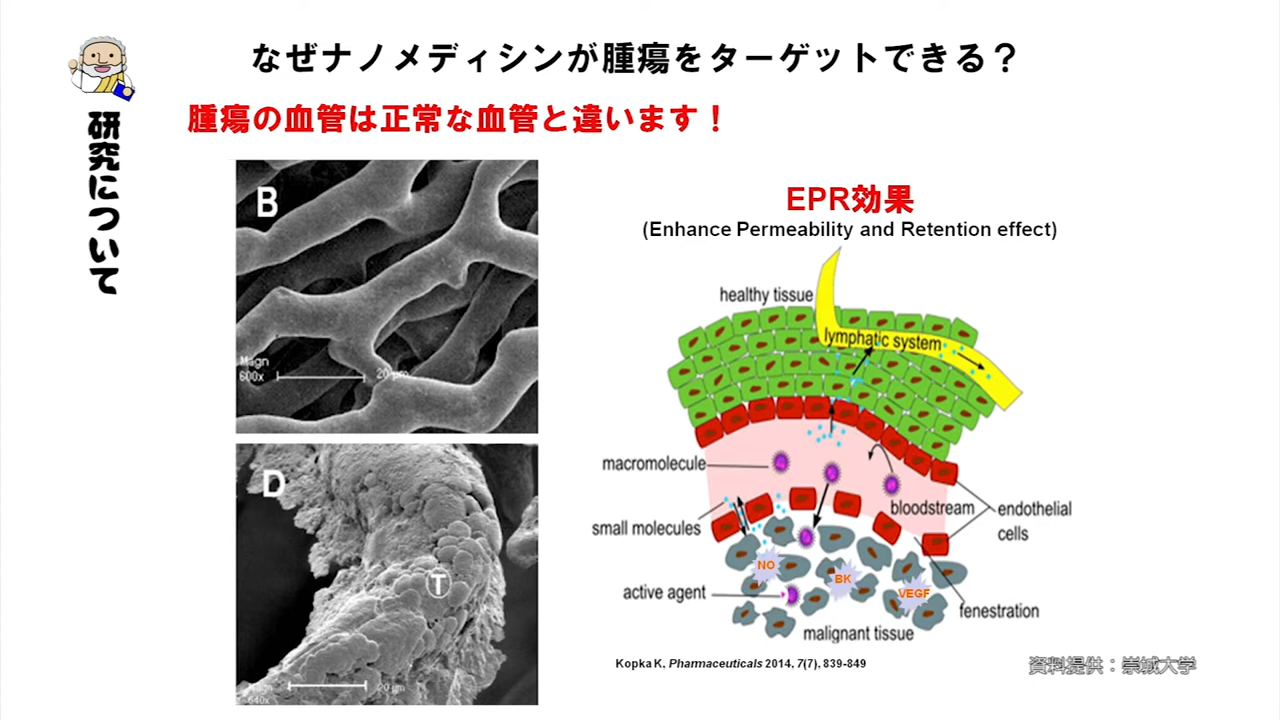 なぜナノメディシンが腫瘍をターゲットできる？
研究について
腫瘍の血管は正常な血管と違います！
B
Magn
600x
20 µm
D
T
20 µm
640x
EPR効果
(Enhance Permeability and Retention effect)
healthy tissue
lymphatic system
macromolecule
bloodstream
endothelial
cells
small molecules
NO
BK
VEGF
active agent
fenestration
malignant tissue
Kopka K, Pharmaceuticals 2014, 7(7), 839-849
資料提供：崇城大学